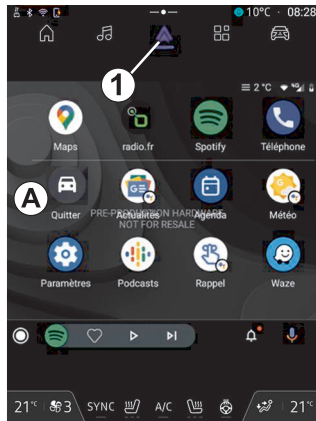 10°C · 08:28
1
2 °C 4G
Maps
radio.fr
Spotify
Téléphone
A
Quitter
Actualités
Agenda
Météo
PRE-PRODUCTION HARDWARE
NOT FOR RESALE
Paramètres
Podcasts
Rappel
Waze
21°C 3 SYNC A/C 21°C